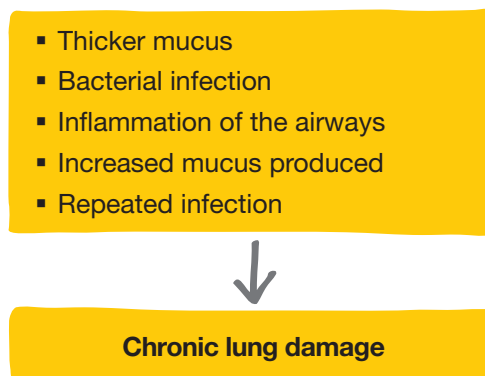 ▪ Thicker mucus
▪ Bacterial infection
▪ Inflammation of the airways
▪ Increased mucus produced
▪ Repeated infection
Chronic lung damage